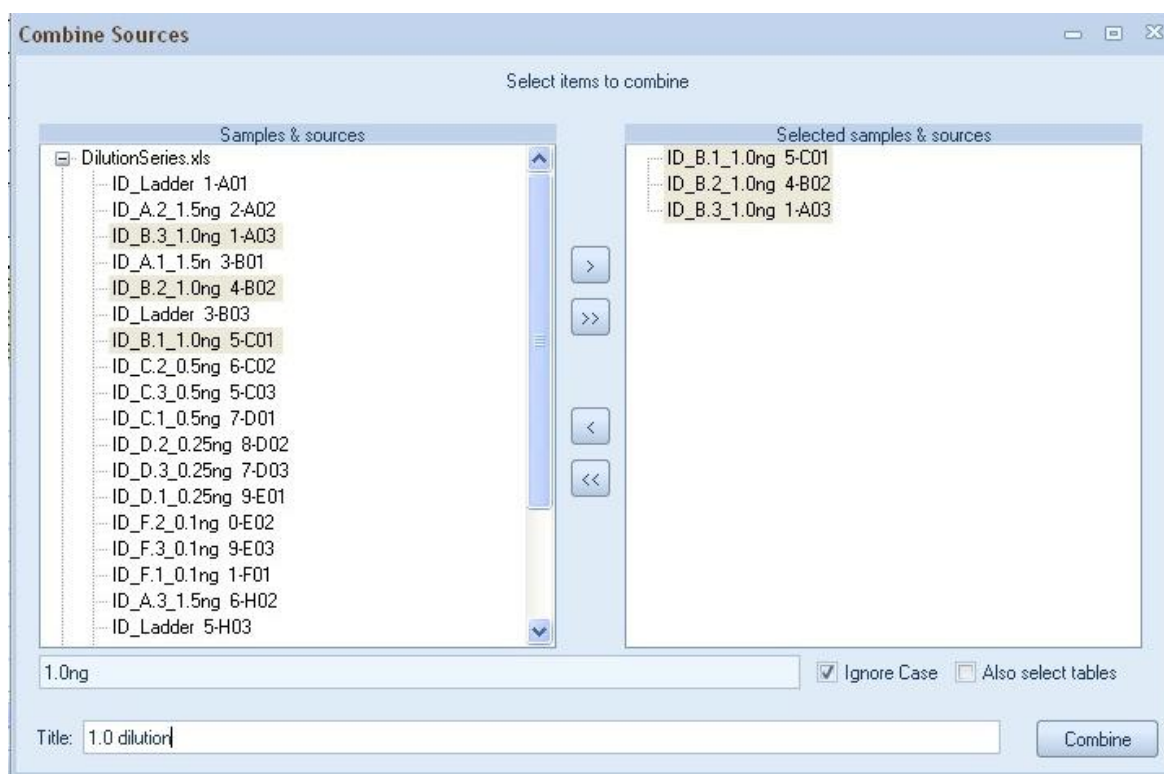 Combine Sources
Select items to combine
Samples & sources
DilutionSeries.xls
ID_Ladder 1-A01
ID_A.2_1.5ng 2-A02
ID_B.3_1.0ng 1-A03
ID_A.1_1.5n 3-B01
ID_B.2_1.0ng 4-B02
ID_Ladder 3-B03
ID_B.1_1.0ng 5-C01
ID_C.2_0.5ng 6-C02
ID_C.3_0.5ng 5-C03
ID_C.1_0.5ng 7-D01
ID_D.2_0.25ng 8-D02
ID_D.3_0.25ng 7-D03
ID_D.1_0.25ng 9-E01
ID_F.2_0.1ng 0-E02
ID_F.3_0.1ng 9-E03
ID_F.1_0.1ng 1-F01
ID_A.3_1.5ng 6-H02
ID_Ladder 5-H03
>
>>
<
<<
Selected samples & sources
ID_B.1_1.0ng 5-C01
ID_B.2_1.0ng 4-B02
ID_B.3_1.0ng 1-A03
1.0ng
Ignore Case
Also select tables
Title: 1.0 dilution
Combine